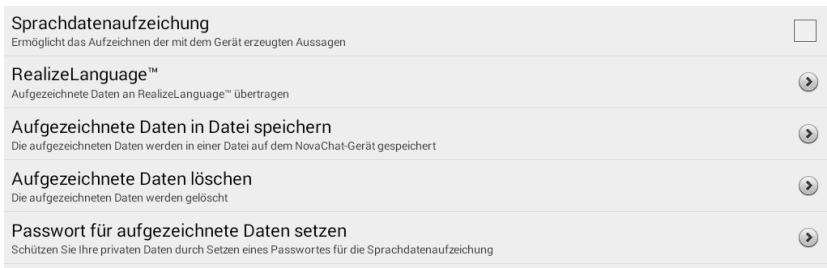 Sprachdatenaufzeichung
Ermöglicht das Aufzeichnen der mit dem Gerät erzeugten Aussagen
RealizeLanguage™
Aufgezeichnete Daten an RealizeLanguage™ übertragen
Aufgezeichnete Daten in Datei speichern
Die aufgezeichneten Daten werden in einer Datei auf dem NovaChat-Gerät gespeichert
Aufgezeichnete Daten löschen
Die aufgezeichneten Daten werden gelöscht
Passwort für aufgezeichnete Daten setzen
Schützen Sie Ihre privaten Daten durch Setzen eines Passwortes für die Sprachdatenaufzeichung